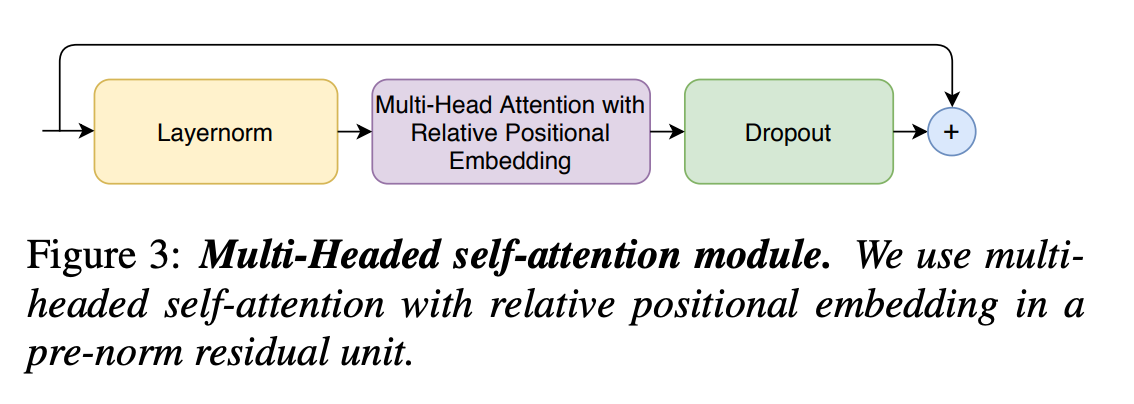 Layernorm
Multi-Head Attention with
Relative Positional
Embedding
Dropout
+
Figure 3: Multi-Headed self-attention module. We use multi-
headed self-attention with relative positional embedding in a
pre-norm residual unit.